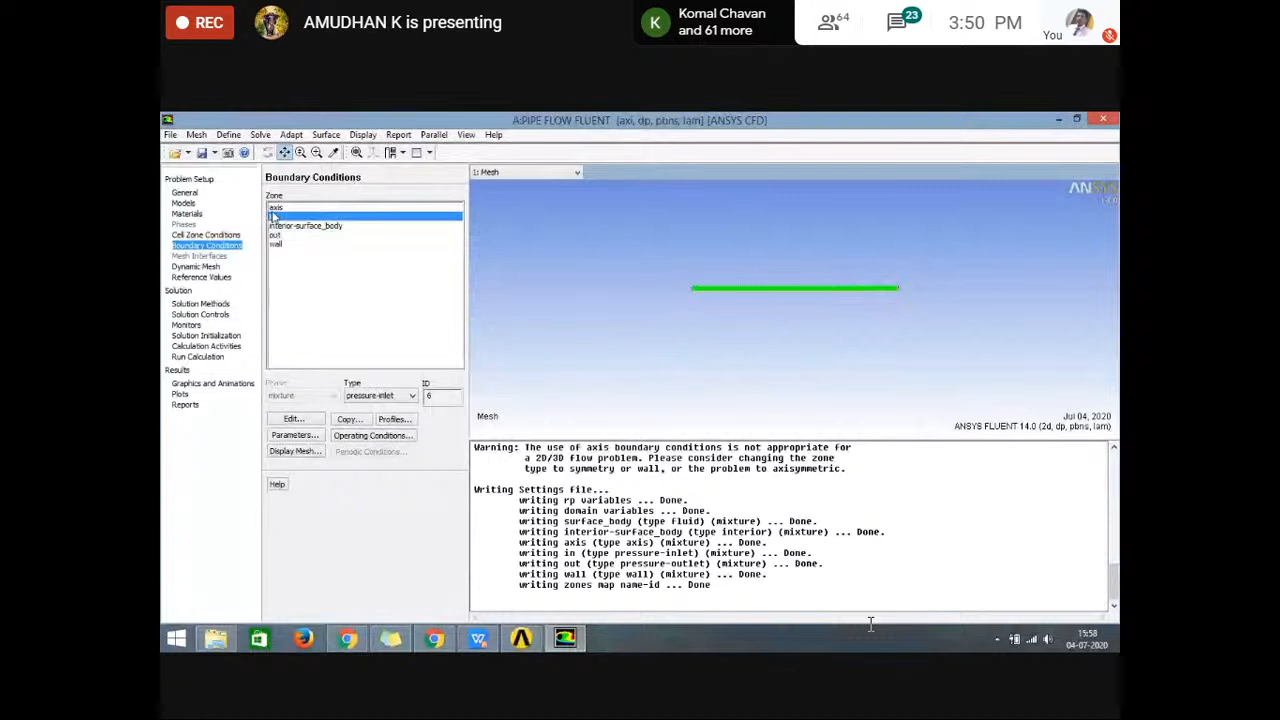 REC
AMUDHAN K is presenting
K
Komal Chavan
and 61 more
64
23
3:50 PM
You
A:PIPE FLOW FLUENT [axi, dp, pbns, lam] [ANSYS CFD]
File Mesh Define Solve Adapt Surface Display Report Parallel View Help
Problem Setup
General
Models
Materials
Phases
Cell Zone Conditions
Boundary Conditions
Mesh Interfaces
Dynamic Mesh
Reference Values
Solution
Solution Methods
Solution Controls
Monitors
Solution Initialization
Calculation Activities
Run Calculation
Results
Graphics and Animations
Plots
Reports
Boundary Conditions
Zone
axis
interior-surface_body
out
wall
Phase
Type
ID
mixture
pressure-inlet
6
Edit...
Copy...
Profiles...
Parameters...
Operating Conditions...
Display Mesh...
Periodic Conditions...
Help
1: Mesh
Mesh
Jul 04, 2020
ANSYS FLUENT 14.0 (2d, dp, pbns, lam)
Warning: The use of axis boundary conditions is not appropriate for
a 2D/3D flow problem. Please consider changing the zone
type to symmetry or wall, or the problem to axisymmetric.
Writing Settings file...
writing rp variables ... Done.
writing domain variables ... Done.
writing surface_body (type fluid) (mixture) ... Done.
writing interior-surface_body (type interior) (mixture) ... Done.
writing axis (type axis) (mixture) ... Done.
writing in (type pressure-inlet) (mixture) ... Done.
writing out (type pressure-outlet) (mixture) ... Done.
writing wall (type wall) (mixture) ... Done.
writing zones map name-id ... Done
15:58
04-07-2020